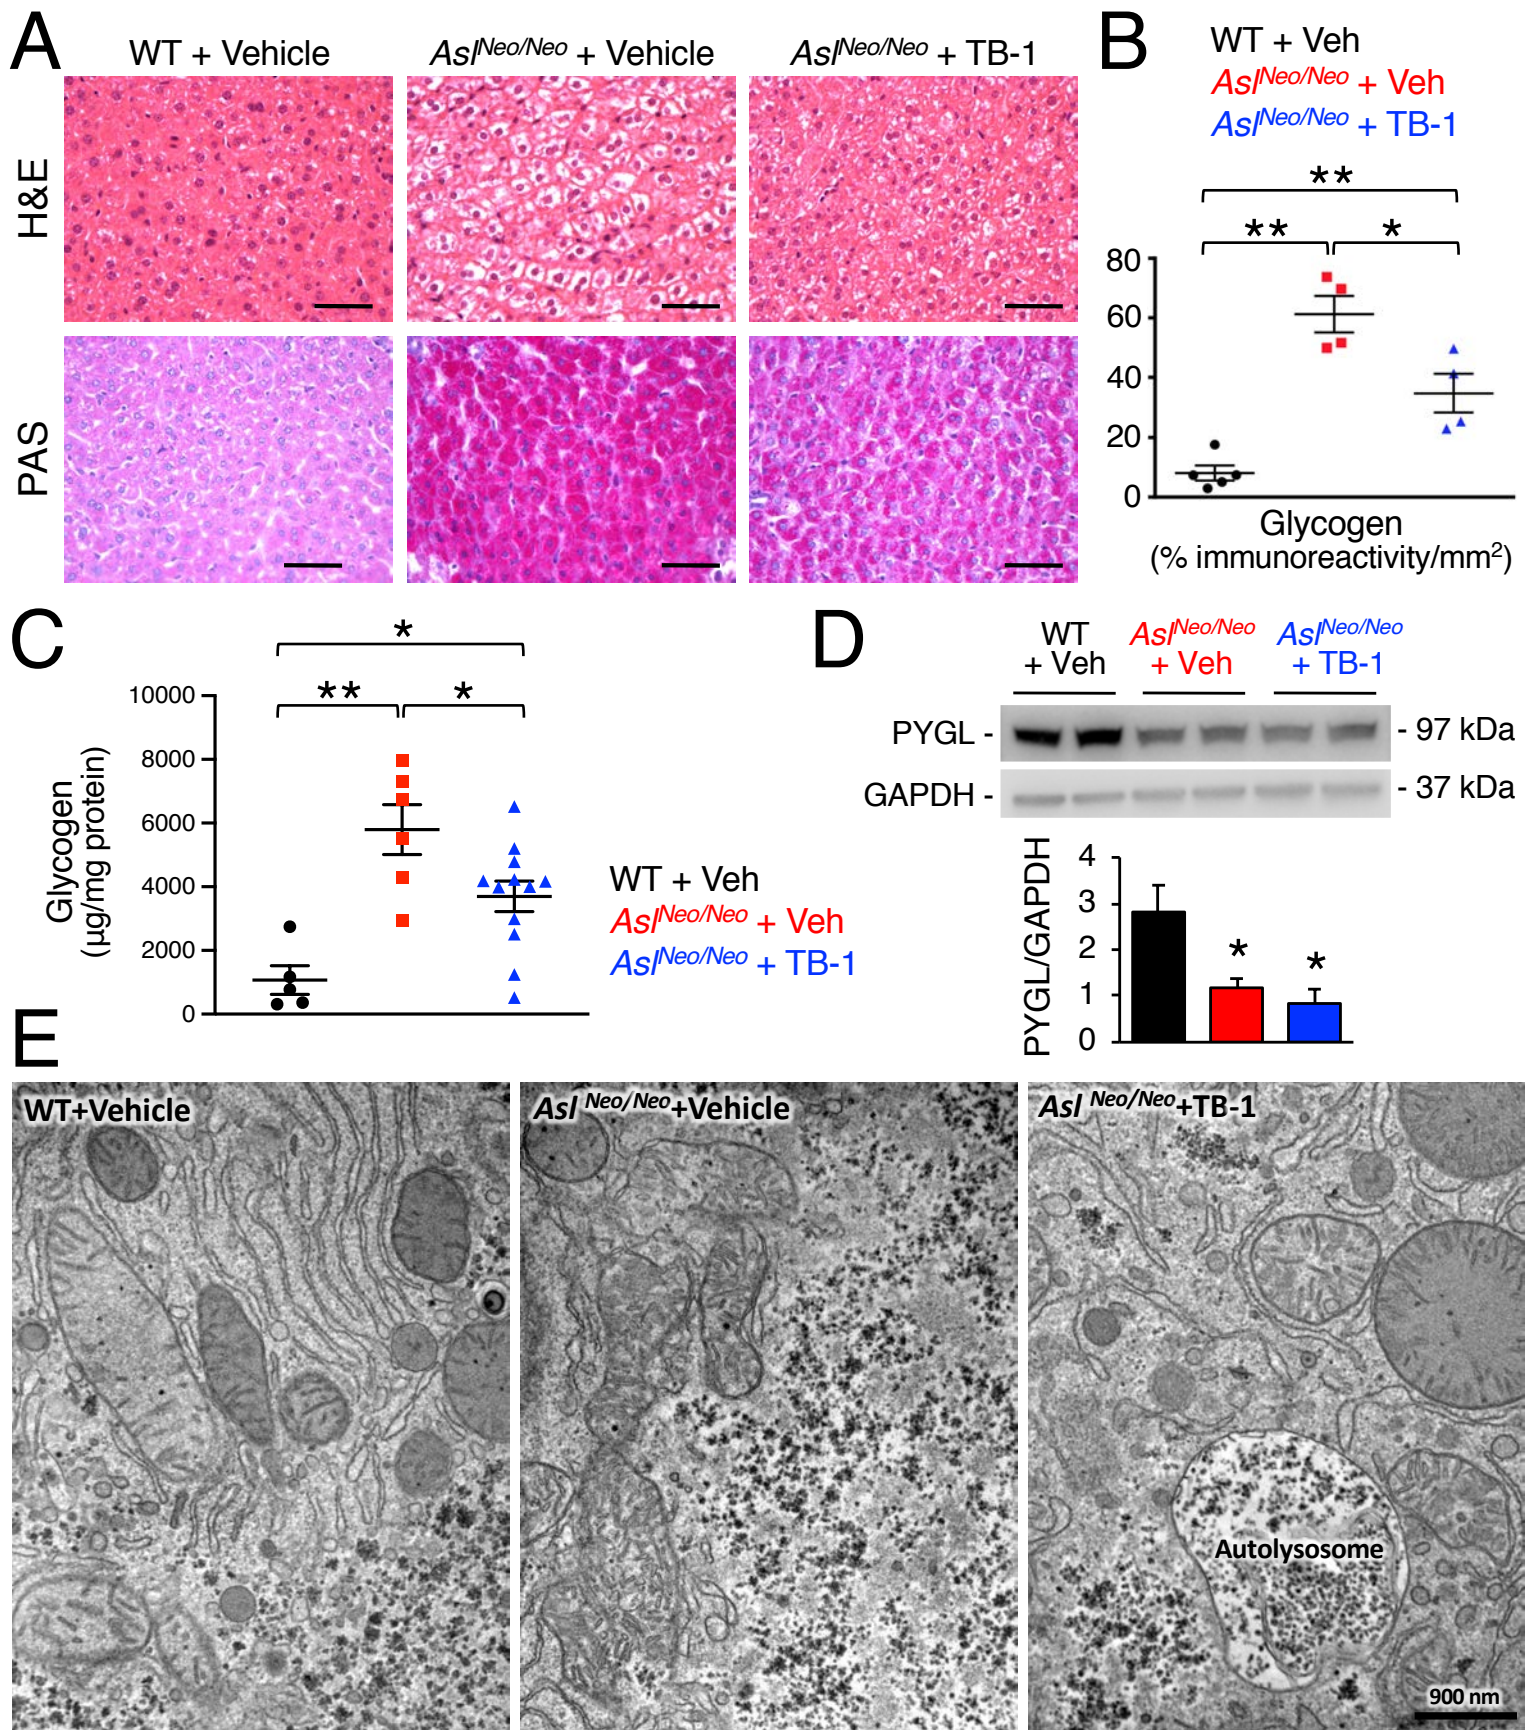 A
WT + Vehicle
Asl^Neo/Neo + Vehicle
Asl^Neo/Neo + TB-1
H&E
PAS
B
WT + Veh
Asl^Neo/Neo + Veh
Asl^Neo/Neo + TB-1
**
** *
80
60
40
20
0
Glycogen
(% immunoreactivity/mm²)
C
*
** *
10000
8000
6000
4000
2000
0
Glycogen
(µg/mg protein)
WT + Veh
Asl^Neo/Neo + Veh
Asl^Neo/Neo + TB-1
D
WT
+ Veh
Asl^Neo/Neo
+ Veh
Asl^Neo/Neo
+ TB-1
PYGL - - 97 kDa
GAPDH - - 37 kDa
PYGL/GAPDH
4
3
2
1
0
* *
E
WT+Vehicle
Asl ^Neo/Neo+Vehicle
Asl ^Neo/Neo+TB-1
Autolysosome
900 nm